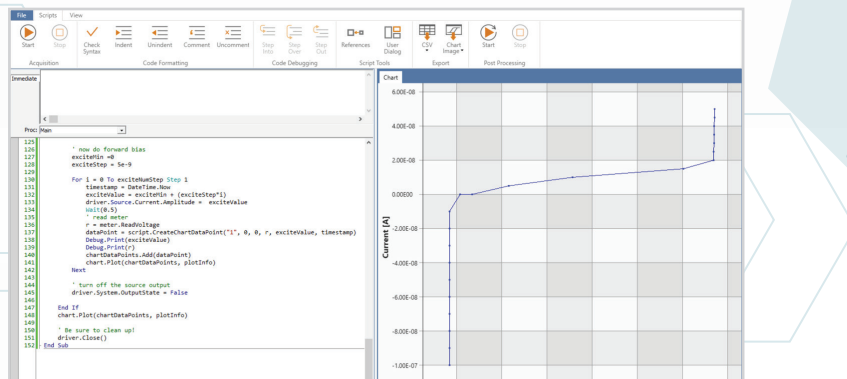 File Scripts View
Start Stop Check Syntax Indent Unindent Comment Uncomment Step Into Step Over Step Out References User Dialog CSV Chart Image Start Stop
Acquisition Code Formatting Code Debugging Script Tools Export Post Processing
Immediate
Proc: Main
125
126 ' now do forward bias
127 exciteMin =0
128 exciteStep = 5e-9
129
130 For i = 0 To exciteNumStep Step 1
131 timestamp = DateTime.Now
132 exciteValue = exciteMin + (exciteStep*i)
133 driver.Source.Current.Amplitude = exciteValue
134 Wait(0.5)
135 ' read meter
136 r = meter.ReadVoltage
137 dataPoint = script.CreateChartDataPoint("1", 0, 0, r, exciteValue, timestamp)
138 Debug.Print(exciteValue)
139 Debug.Print(r)
140 chartDataPoints.Add(dataPoint)
141 chart.Plot(chartDataPoints, plotInfo)
142 Next
143
144 ' turn off the source output
145 driver.System.OutputState = False
146
147 End If
148 chart.Plot(chartDataPoints, plotInfo)
149
150 ' Be sure to clean up!
151 driver.Close()
152 End Sub
Chart
6.00E-08
4.00E-08
2.00E-08
0.00E00
-2.00E-08
-4.00E-08
-6.00E-08
-8.00E-08
-1.00E-07
Current [A]